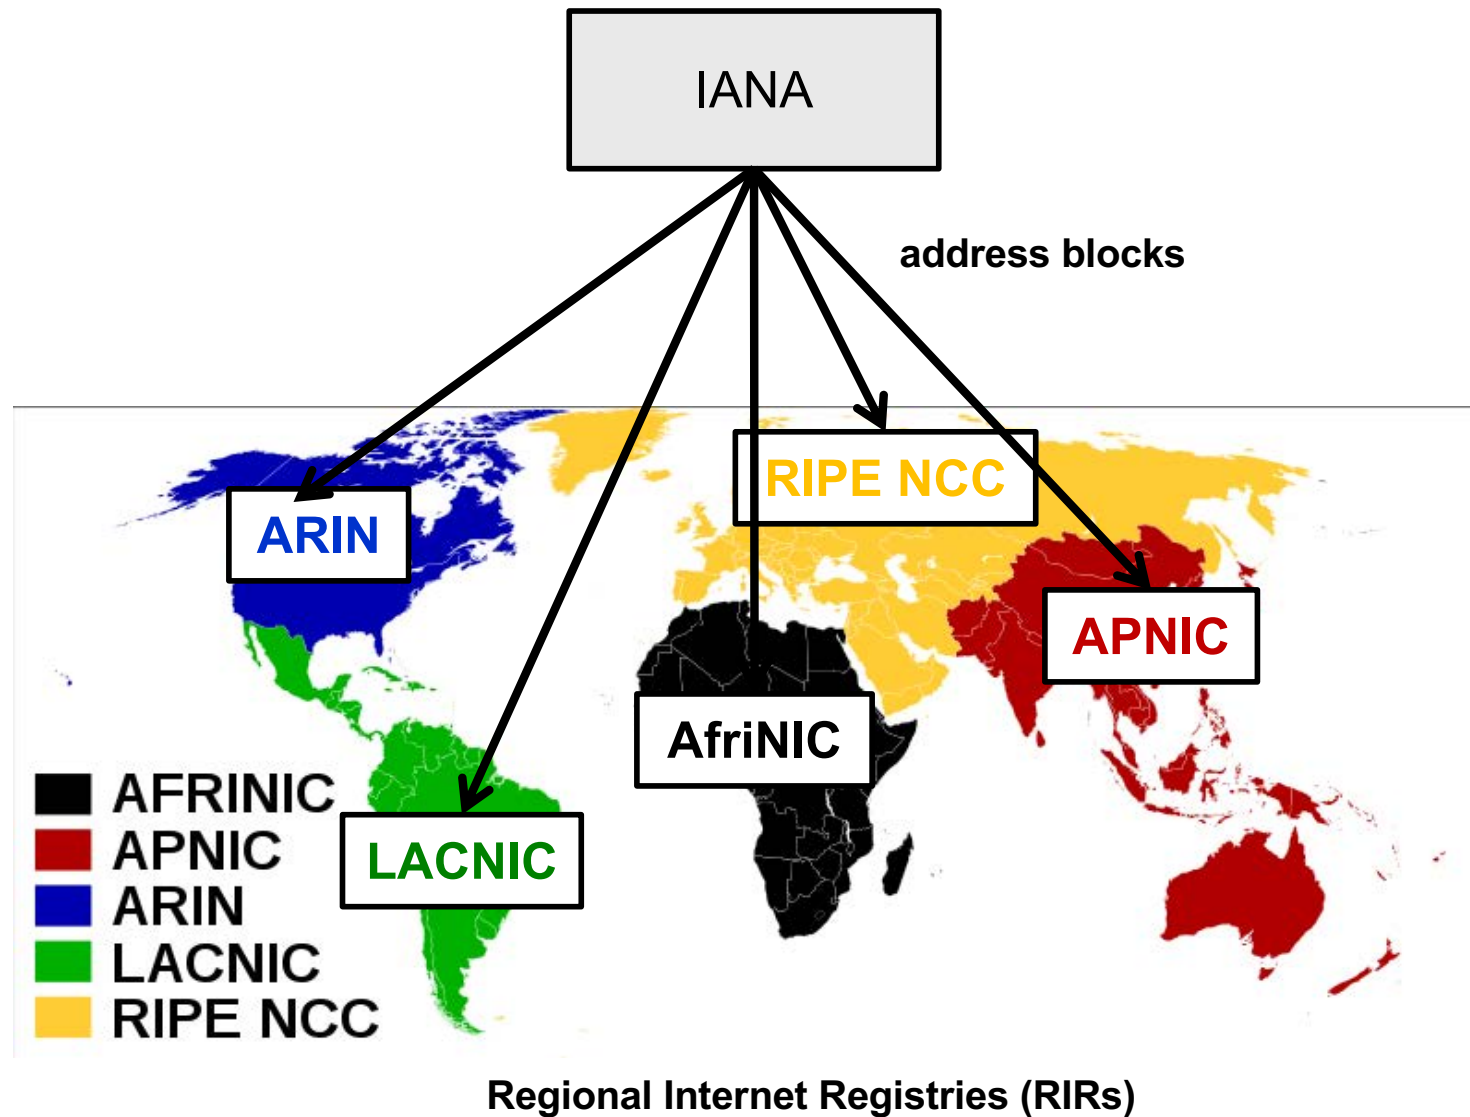 IANA
address blocks
RIPE NCC
ARIN
APNIC
AfriNIC
LACNIC
AFRINIC
APNIC
ARIN
LACNIC
RIPE NCC
Regional Internet Registries (RIRs)